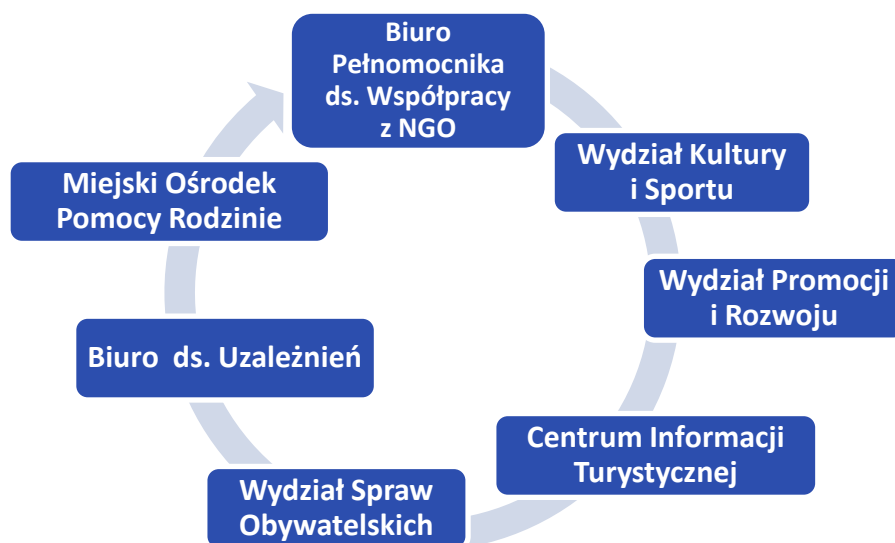 Biuro
Pełnomocnika
ds. Współpracy
z NGO
Wydział Kultury
i Sportu
Wydział Promocji
i Rozwoju
Centrum Informacji
Turystycznej
Wydział Spraw
Obywatelskich
Biuro  ds. Uzależnień
Miejski Ośrodek
Pomocy Rodzinie